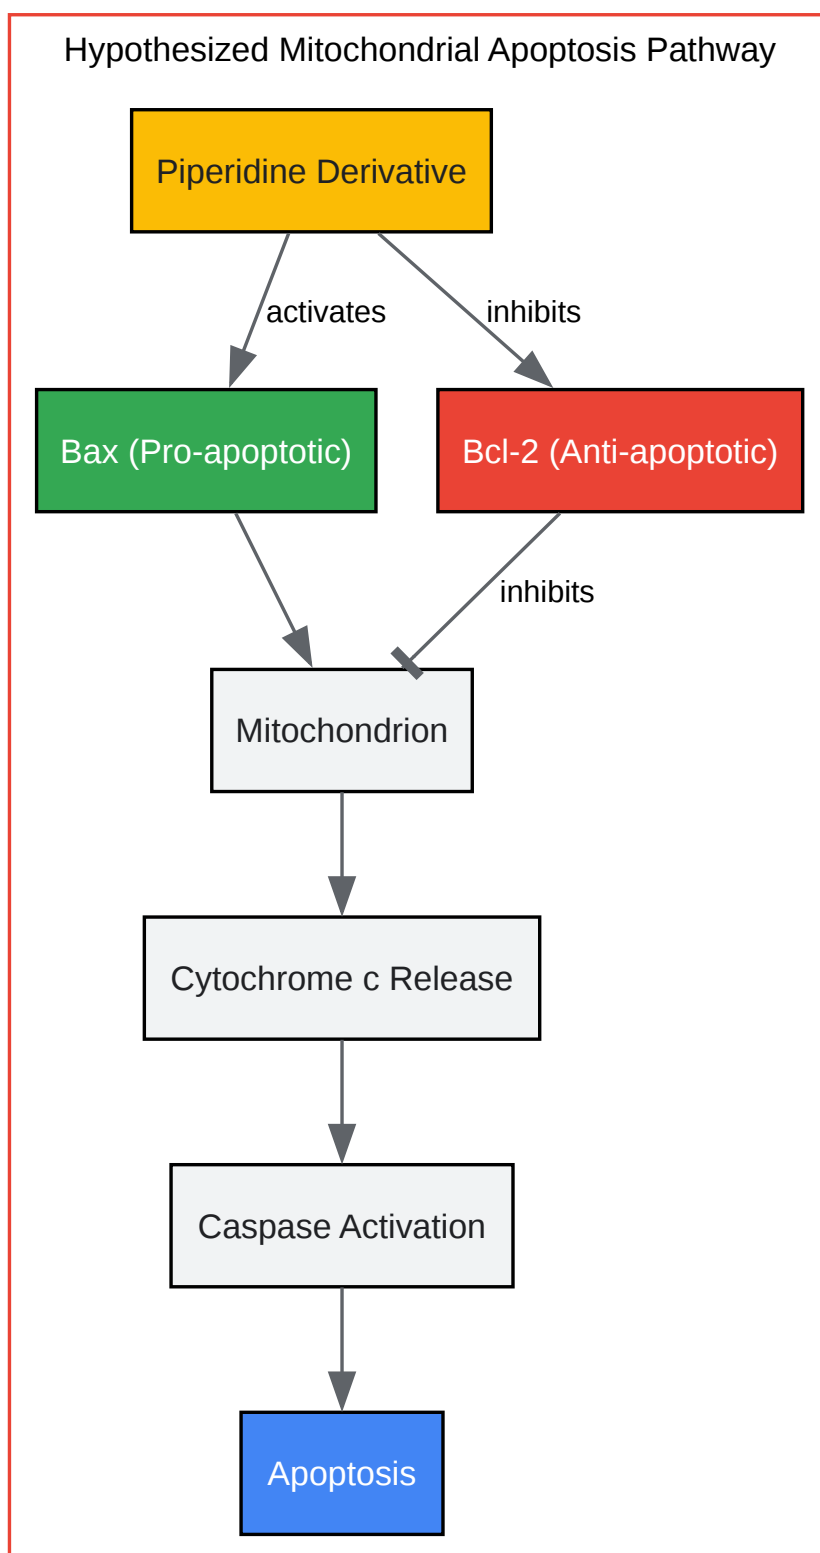 Hypothesized Mitochondrial Apoptosis Pathway
Piperidine Derivative
activates
inhibits
Bax (Pro-apoptotic)
Bcl-2 (Anti-apoptotic)
inhibits
Mitochondrion
Cytochrome c Release
Caspase Activation
Apoptosis